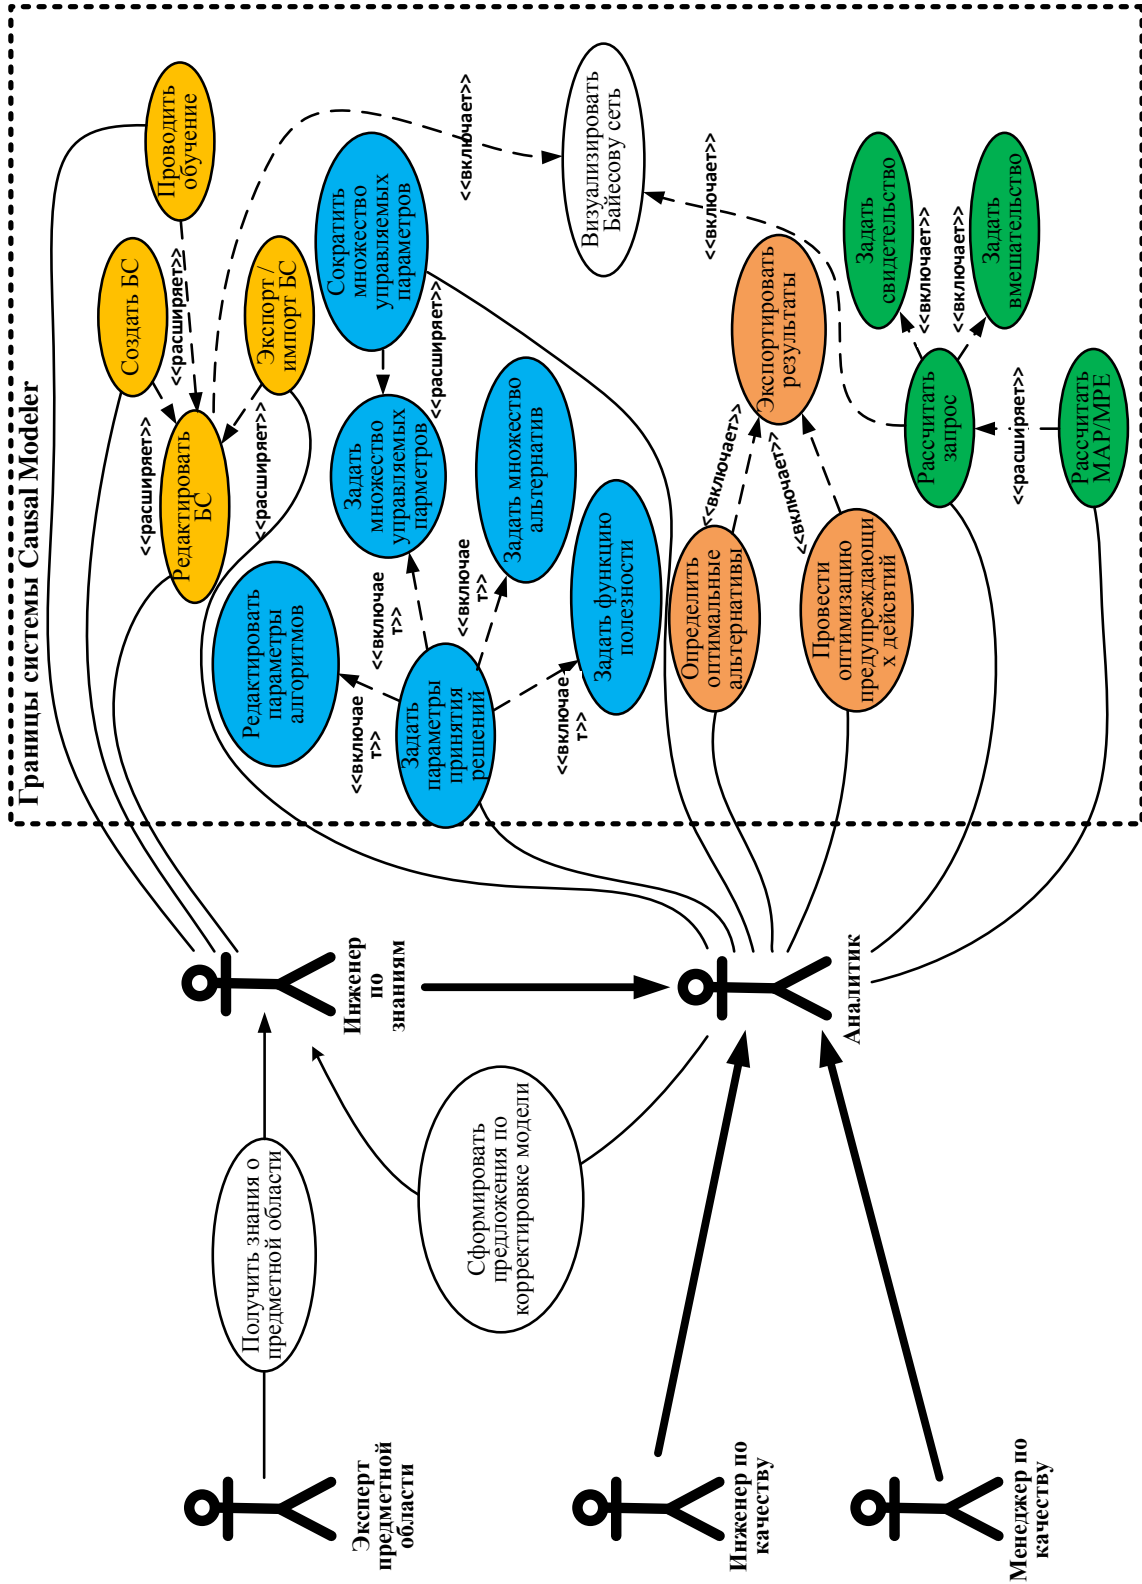 Границы системы Causal Modeler
Проводить
обучение
Создать БС
Экспорт /
импорт БС
Редактировать
БС
<<расширяет>>
<<расширяет>>
<<расширяет>>
Сократить
множество
управляемых
параметров
Задать
множество
управляемых
парметров
<<расширяет>>
Задать множество
альтернатив
Задать функцию
полезности
Редактировать
параметры
алгоритмов
Задать
параметры
принятия
решений
<<включае
т>>
<<включае
т>>
<<включае
т>>
<<включае
т>>
<<включает>>
Визуализировать
Байесову сеть
<<включает>>
Экспортировать
результаты
<<включает>>
<<включает>>
Определить
оптимальные
альтернативы
Провести
оптимизацию
предупреждающи
х дейсвтий
Задать
свидетельство
<<включает>>
<<включает>>
Задать
вмешательство
Рассчитать
запрос
<<расширяет>>
Рассчитать
MAP/MPE
Инженер
по
знаниям
Аналитик
Получить знания о
предметной области
Сформировать
предложения по
корректировке модели
Эксперт
предметной
области
Инженер по
качеству
Менеджер по
качеству